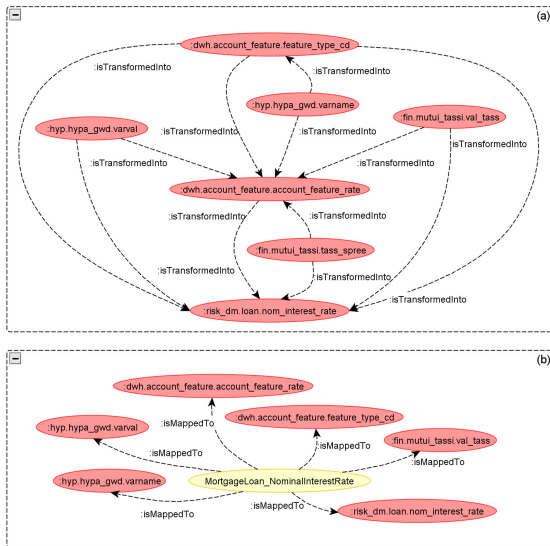 (a)
:dwh.account_feature.feature_type_cd
:isTransformedInto
:isTransformedInto
:isTransformedInto
:isTransformedInto
:hyp.hypa_gwd.varname
:fin.mutui_tassi.val_tass
:hyp.hypa_gwd.varval
:isTransformedInto
:isTransformedInto
:isTransformedInto
:isTransformedInto
:isTransformedInto
:dwh.account_feature.account_feature_rate
:isTransformedInto
:isTransformedInto
:fin.mutui_tassi.tass_spree
:isTransformedInto
:isTransformedInto
:isTransformedInto
:isTransformedInto
:risk_dm.loan.nom_interest_rate
(b)
:dwh.account_feature.account_feature_rate
:dwh.account_feature.feature_type_cd
:hyp.hypa_gwd.varval
:isMappedTo
:isMappedTo
:fin.mutui_tassi.val_tass
:isMappedTo
:isMappedTo
:hyp.hypa_gwd.varname
MortgageLoan_NominalInterestRate
:isMappedTo
:isMappedTo
:risk_dm.loan.nom_interest_rate